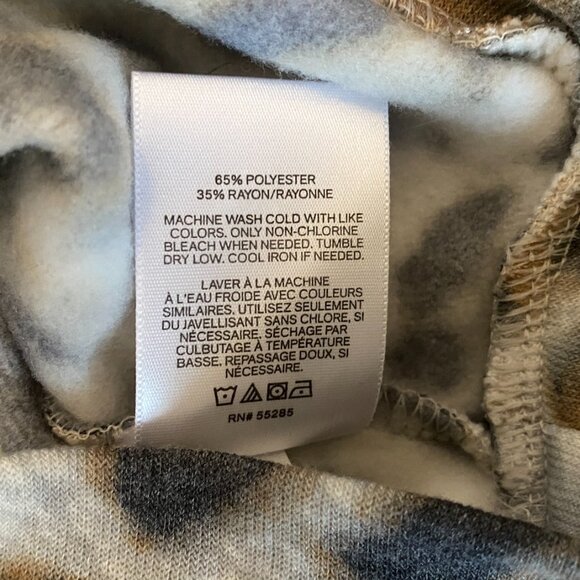 65% POLYESTER
35% RAYON/RAYONNE
MACHINE WASH COLD WITH LIKE
COLORS. ONLY NON-CHLORINE
BLEACH WHEN NEEDED. TUMBLE
DRY LOW. COOL IRON IF NEEDED.
LAVER À LA MACHINE
À L'EAU FROIDE AVEC COULEURS
SIMILAIRES. UTILISEZ SEULEMENT
DU JAVELLISANT SANS CHLORE, SI
NÉCESSAIRE. SÉCHAGE PAR
CULBUTAGE À TEMPÉRATURE
BASSE. REPASSAGE DOUX, SI
NÉCESSAIRE.
RN# 55285